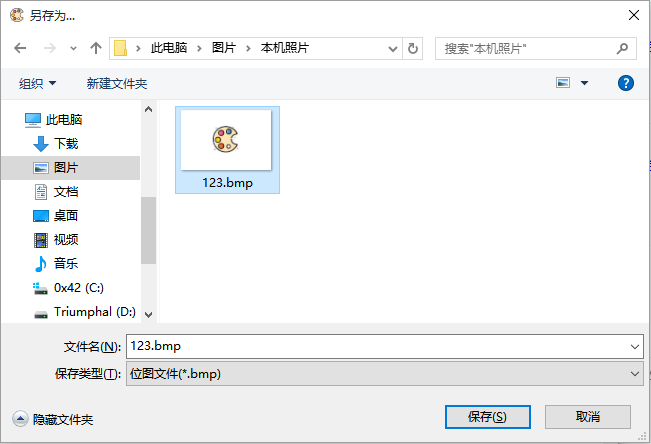 另存为...
此电脑 图片 本机照片
搜索"本机照片"
组织 新建文件夹
此电脑
下载
图片
文档
桌面
视频
音乐
0x42 (C:)
Triumphal (D:)
123.bmp
文件名(N): 123.bmp
保存类型(T): 位图文件(*.bmp)
隐藏文件夹
保存(S) 取消